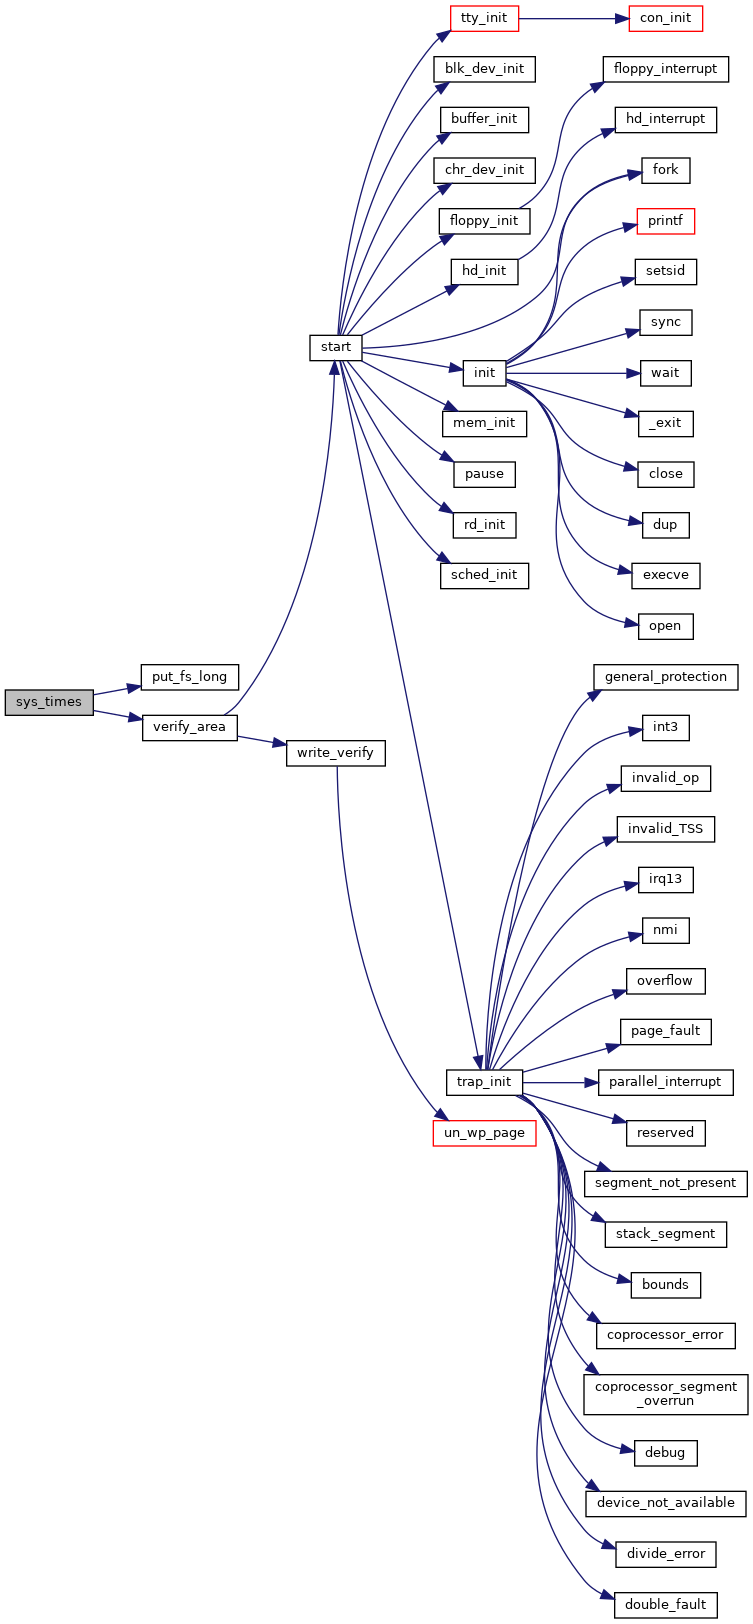 tty_init
con_init
blk_dev_init
floppy_interrupt
buffer_init
hd_interrupt
chr_dev_init
fork
floppy_init
printf
hd_init
setsid
sync
start
init
wait
mem_init
_exit
pause
close
rd_init
dup
sched_init
execve
open
put_fs_long
general_protection
sys_times
verify_area
int3
write_verify
invalid_op
invalid_TSS
irq13
nmi
overflow
page_fault
trap_init
parallel_interrupt
un_wp_page
reserved
segment_not_present
stack_segment
bounds
coprocessor_error
coprocessor_segment
_overrun
debug
device_not_available
divide_error
double_fault